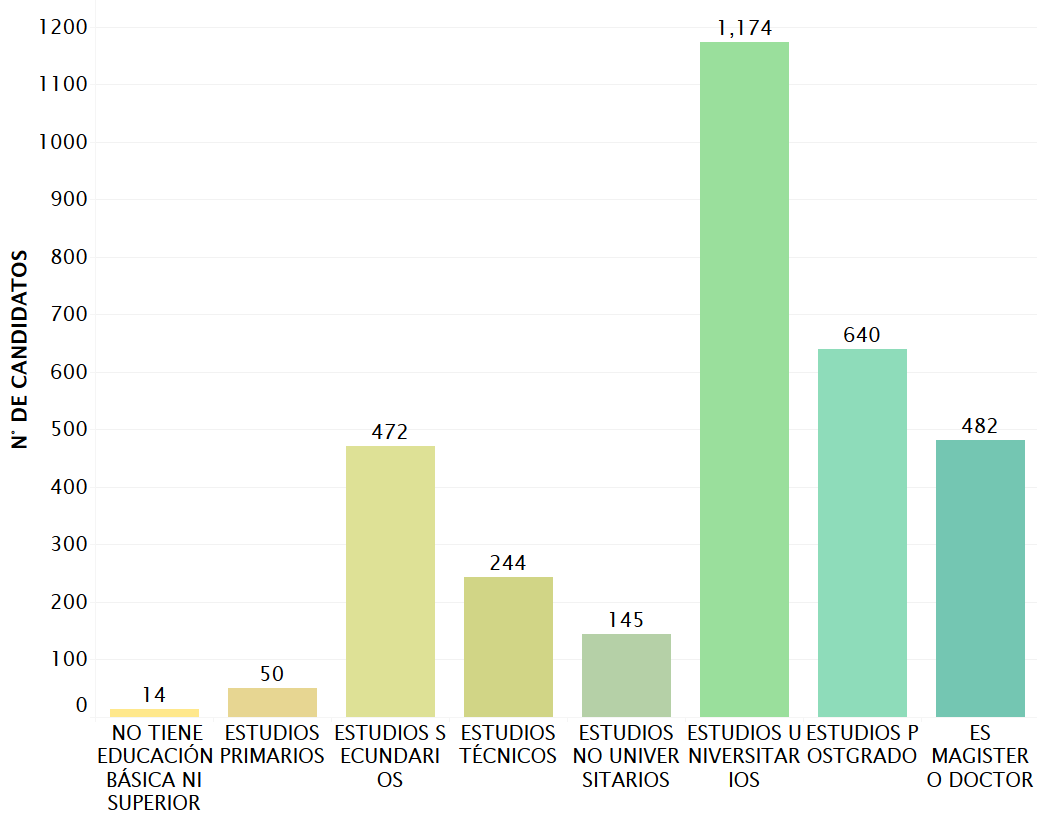 N° DE CANDIDATOS
1200
1100
1000
900
800
700
600
500
400
300
200
100
0
14
50
472
244
145
1,174
640
482
NO TIENE
EDUCACIÓN
BÁSICA NI
SUPERIOR
ESTUDIOS
PRIMARIOS
ESTUDIOS S
ECUNDARI
OS
ESTUDIOS
TÉCNICOS
ESTUDIOS
NO UNIVER
SITARIOS
ESTUDIOS U
NIVERSITAR
IOS
ESTUDIOS P
OSTGRADO
ES
MAGISTER
O DOCTOR